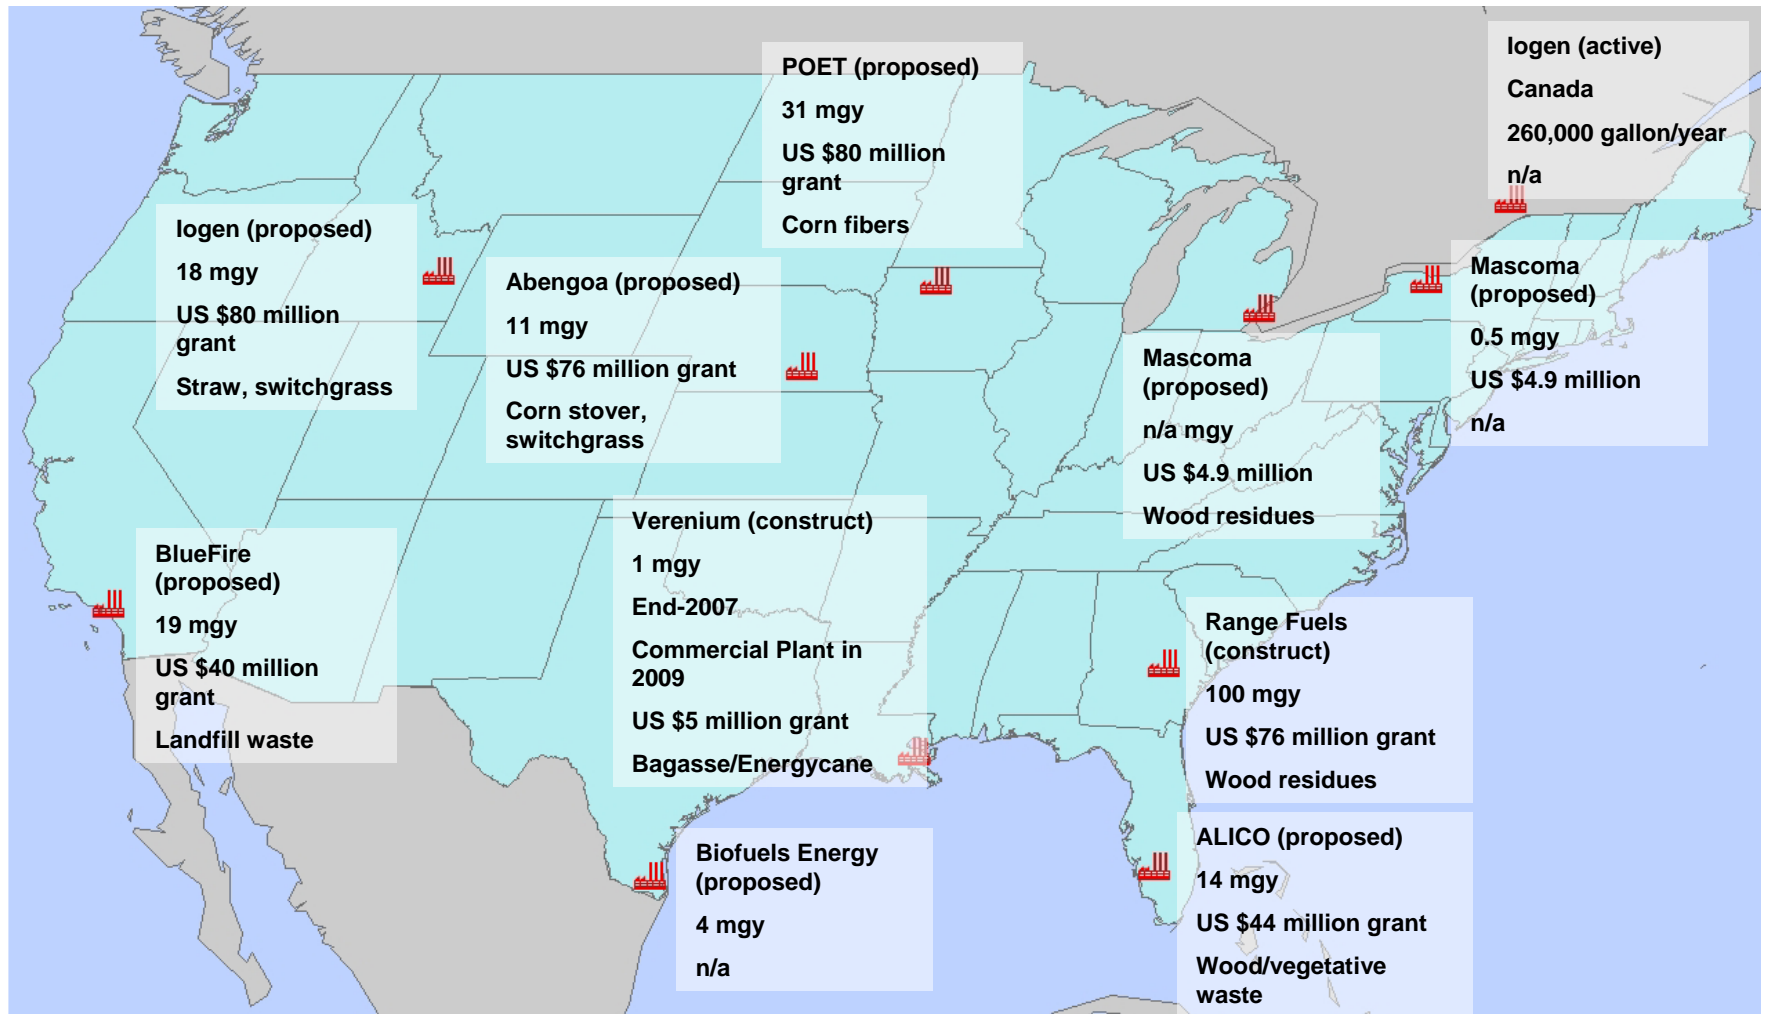 POET (proposed)
31 mgy
US $80 million
grant
Corn fibers
Iogen (active)
Canada
260,000 gallon/year
n/a
Iogen (proposed)
18 mgy
US $80 million
grant
Straw, switchgrass
Abengoa (proposed)
11 mgy
US $76 million grant
Corn stover,
switchgrass
Mascoma
(proposed)
0.5 mgy
US $4.9 million
n/a
Mascoma
(proposed)
n/a mgy
US $4.9 million
Wood residues
BlueFire
(proposed)
19 mgy
US $40 million
grant
Landfill waste
Verenium (construct)
1 mgy
End-2007
Commercial Plant in
2009
US $5 million grant
Bagasse/Energycane
Range Fuels
(construct)
100 mgy
US $76 million grant
Wood residues
Biofuels Energy
(proposed)
4 mgy
n/a
ALICO (proposed)
14 mgy
US $44 million grant
Wood/vegetative
waste